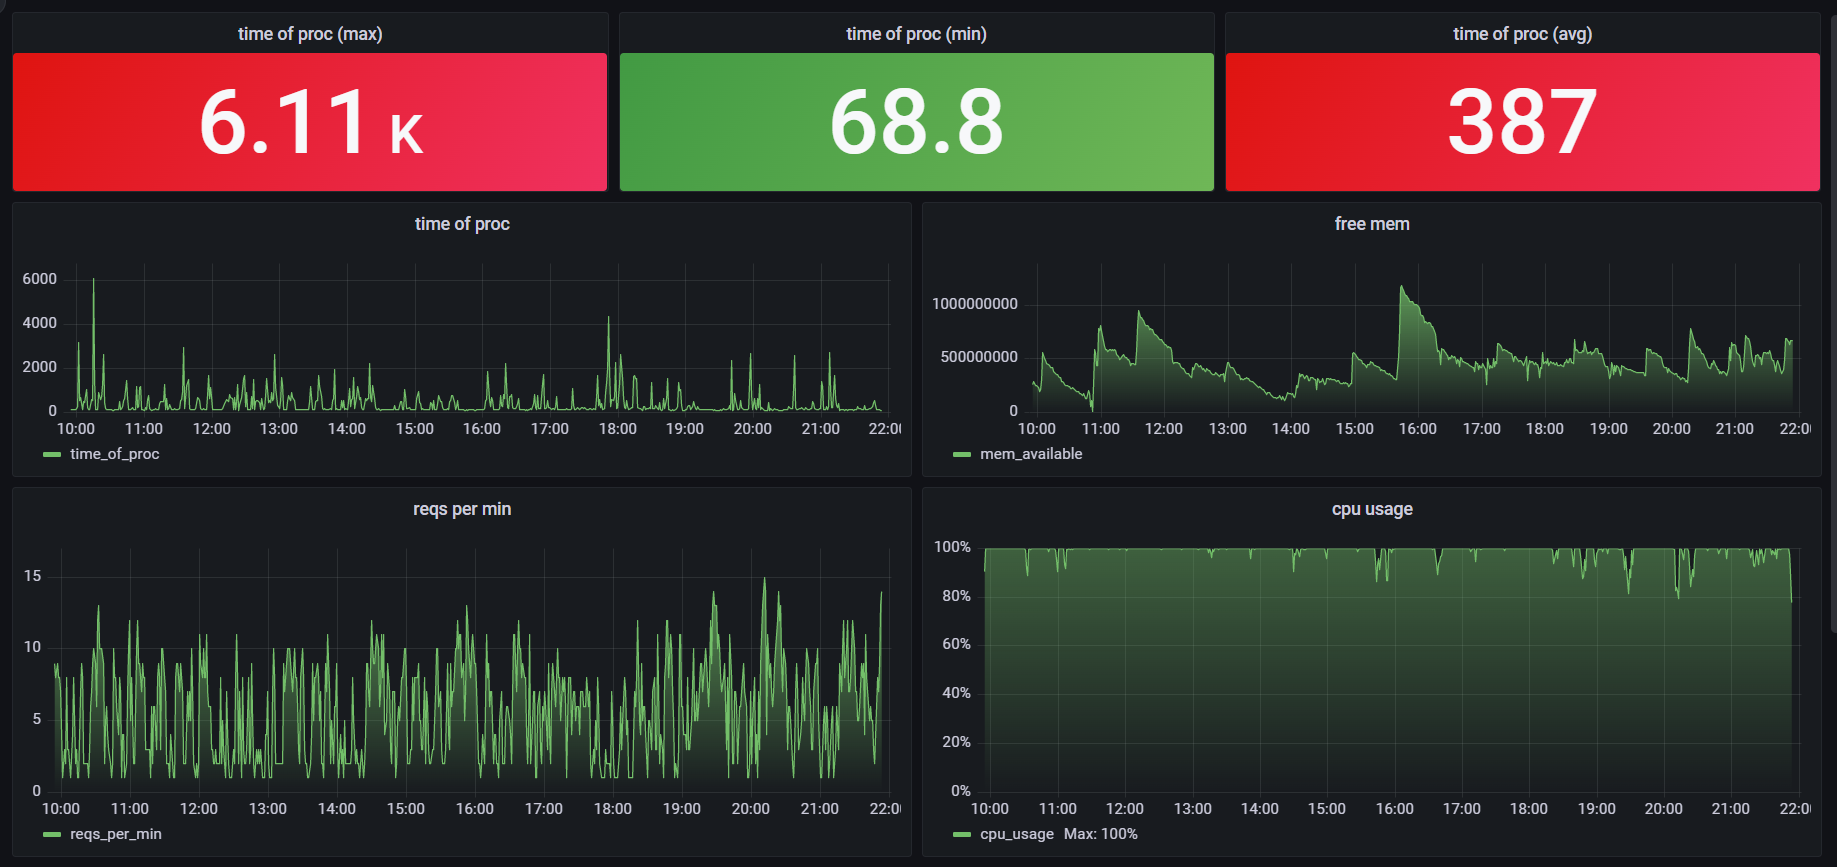 time of proc (max)
6.11 K
time of proc (min)
68.8
time of proc (avg)
387
time of proc
6000
4000
2000
0
10:00 11:00 12:00 13:00 14:00 15:00 16:00 17:00 18:00 19:00 20:00 21:00 22:0
time_of_proc
free mem
1000000000
500000000
0
10:00 11:00 12:00 13:00 14:00 15:00 16:00 17:00 18:00 19:00 20:00 21:00 22:0
mem_available
reqs per min
15
10
5
0
10:00 11:00 12:00 13:00 14:00 15:00 16:00 17:00 18:00 19:00 20:00 21:00 22:0
reqs_per_min
cpu usage
100%
80%
60%
40%
20%
0%
10:00 11:00 12:00 13:00 14:00 15:00 16:00 17:00 18:00 19:00 20:00 21:00 22:0
cpu_usage Max: 100%